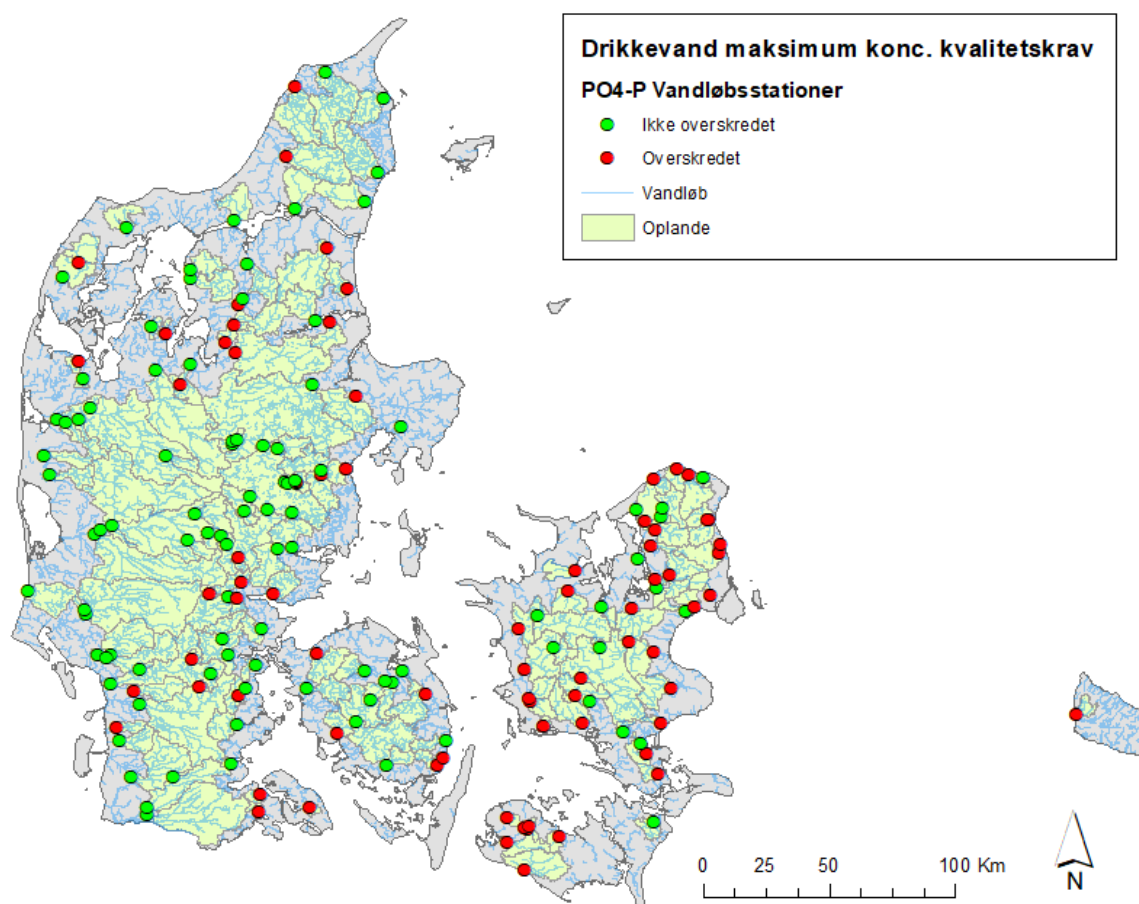 Drikkevand maksimum konc. kvalitetskrav
PO4-P Vandløbsstationer
Ikke overskredet
Overskredet
Vandløb
Oplande
0 25 50 100 Km
N